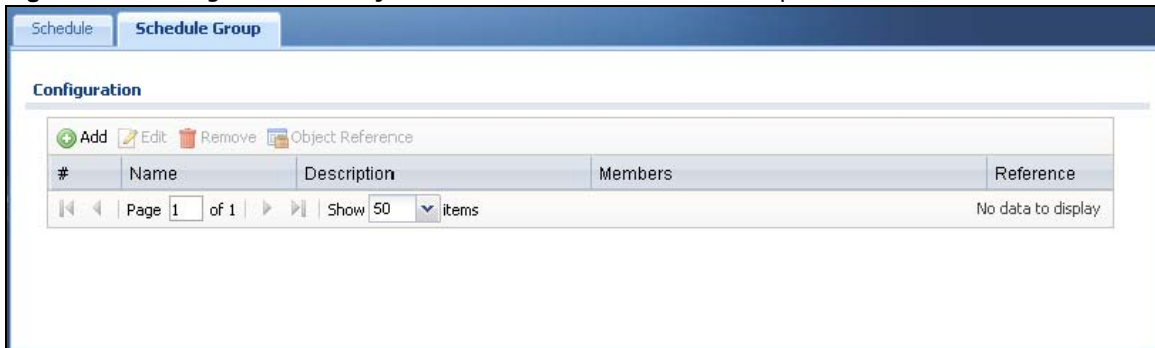 Schedule Schedule Group
Configuration
Add Edit Remove Object Reference
# Name Description Members Reference
Page 1 of 1 Show 50 items No data to display